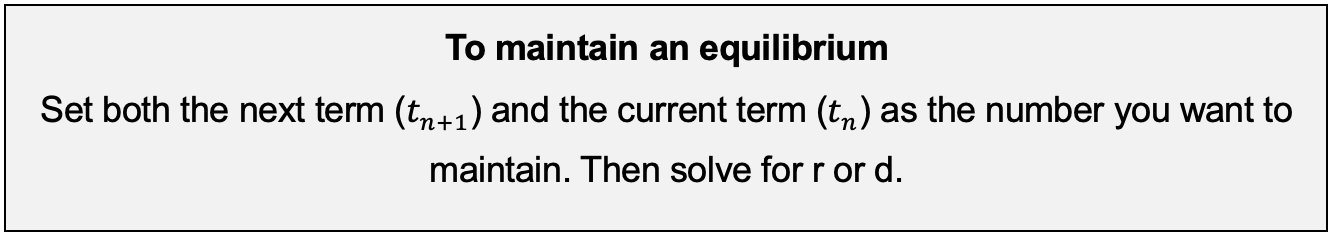 To maintain an equilibrium
Set both the next term (𝑡ₙ₊₁) and the current term (𝑡ₙ) as the number you want to
maintain. Then solve for r or d.